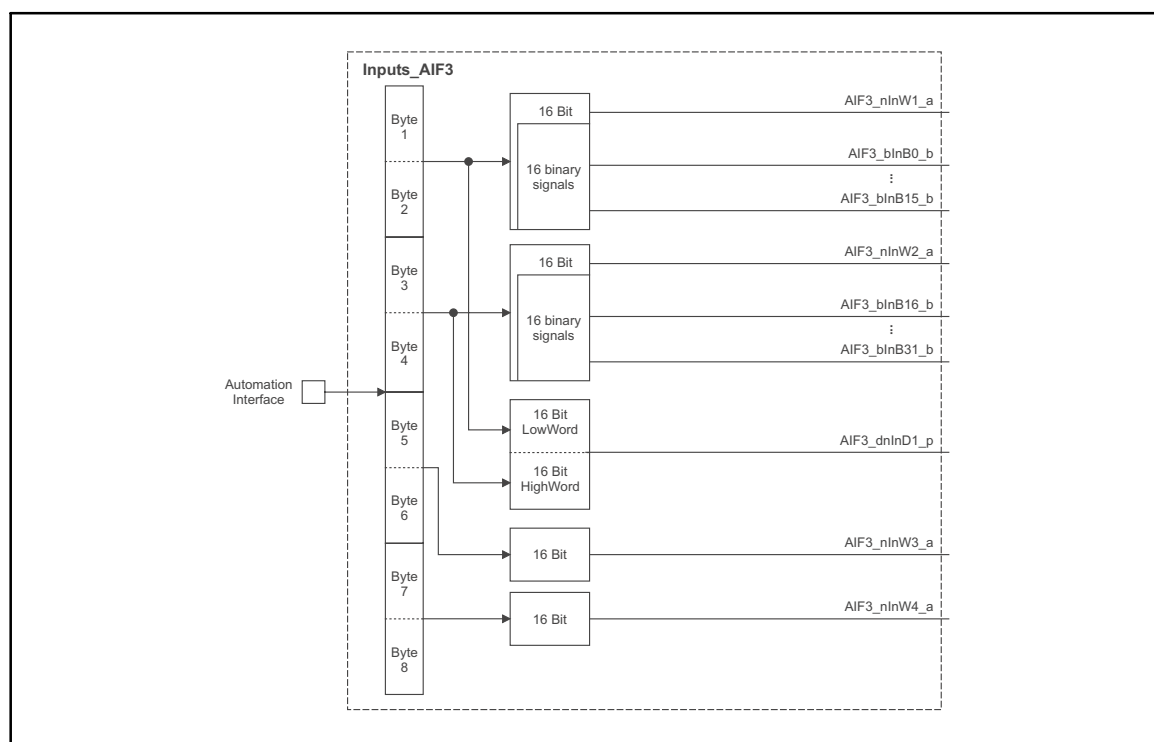 Inputs_AIF3
Byte
1
Byte
2
Byte
3
Byte
4
Byte
5
Byte
6
Byte
7
Byte
8
Automation
Interface
16 Bit
16 binary
signals
AIF3_nInW1_a
AIF3_bInB0_b
...
AIF3_bInB15_b
16 Bit
16 binary
signals
AIF3_nInW2_a
AIF3_bInB16_b
...
AIF3_bInB31_b
16 Bit
LowWord
16 Bit
HighWord
AIF3_dnInD1_p
16 Bit
AIF3_nInW3_a
16 Bit
AIF3_nInW4_a